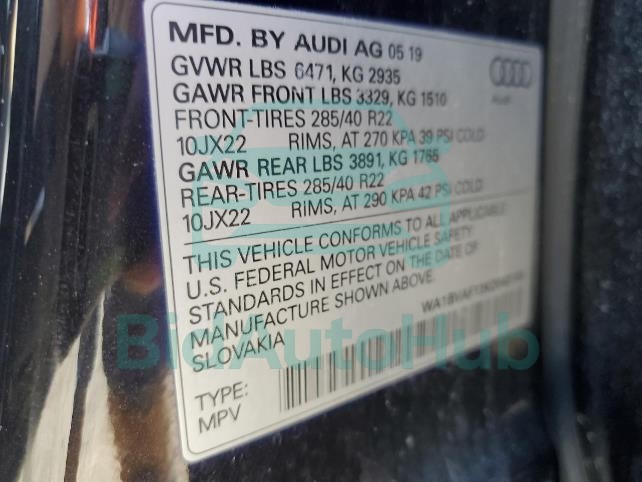 MFD. BY AUDI AG 05 19
GVWR LBS 6471, KG 2935
GAWR FRONT LBS 3329, KG 1510
FRONT-TIRES 285/40 R22
10JX22 RIMS, AT 270 KPA 39 PSI COLD
GAWR REAR LBS 3891, KG 1765
REAR-TIRES 285/40 R22
10JX22 RIMS, AT 290 KPA 42 PSI COLD
THIS VEHICLE CONFORMS TO ALL APPLICABLE
U.S. FEDERAL MOTOR VEHICLE SAFETY
STANDARDS IN EFFECT ON THE DATE OF
MANUFACTURE SHOWN ABOVE.
SLOVAKIA
TYPE:
MPV
Audi
BidAutoHub